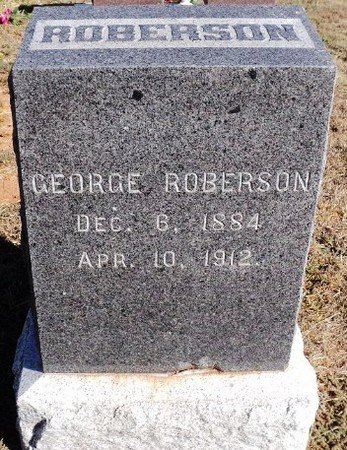 ROBERSON
GEORGE ROBERSON
DEC. 6, 1884
APR. 10, 1912.